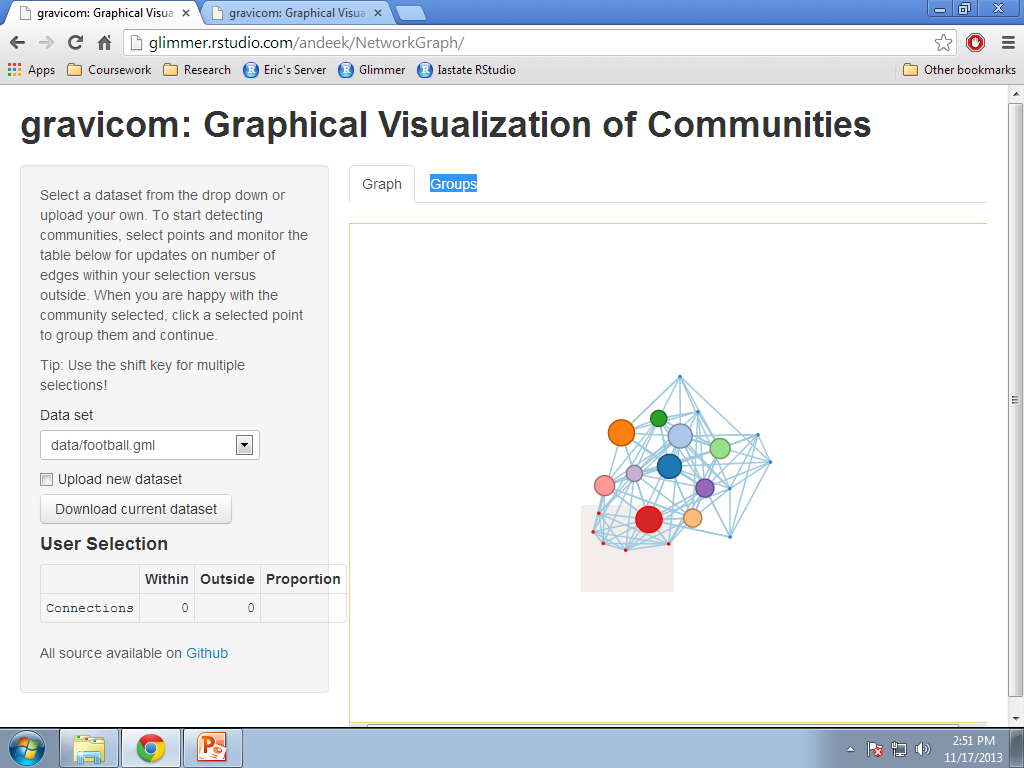 gravicom: Graphical Visua
gravicom: Graphical Visua
glimmer.rstudio.com/andeek/NetworkGraph/
Apps Coursework Research Eric's Server Glimmer Iastate RStudio Other bookmarks
gravicom: Graphical Visualization of Communities
Select a dataset from the drop down or
upload your own. To start detecting
communities, select points and monitor the
table below for updates on number of
edges within your selection versus
outside. When you are happy with the
community selected, click a selected point
to group them and continue.
Tip: Use the shift key for multiple
selections!
Data set
data/football.gml
Upload new dataset
Download current dataset
User Selection
Within Outside Proportion
Connections 0 0
All source available on Github
Graph Groups
2:51 PM
11/17/2013